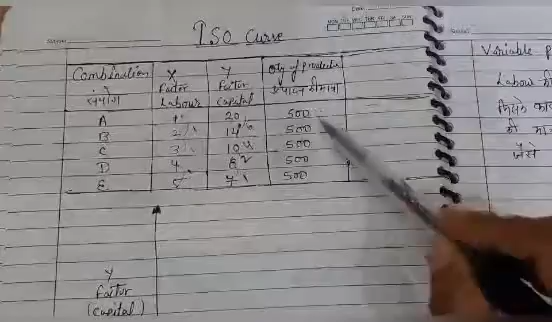 ISO Curve
Combination X Y Qty of Production
संयोग Factor Factor उत्पादन की मात्रा
Labour Capital
A 1 20 500
B 2 14 500
C 3 10 500
D 4 8 500
E 5 7 500
Y
Factor
(capital)
Variable
Labour
जैसे